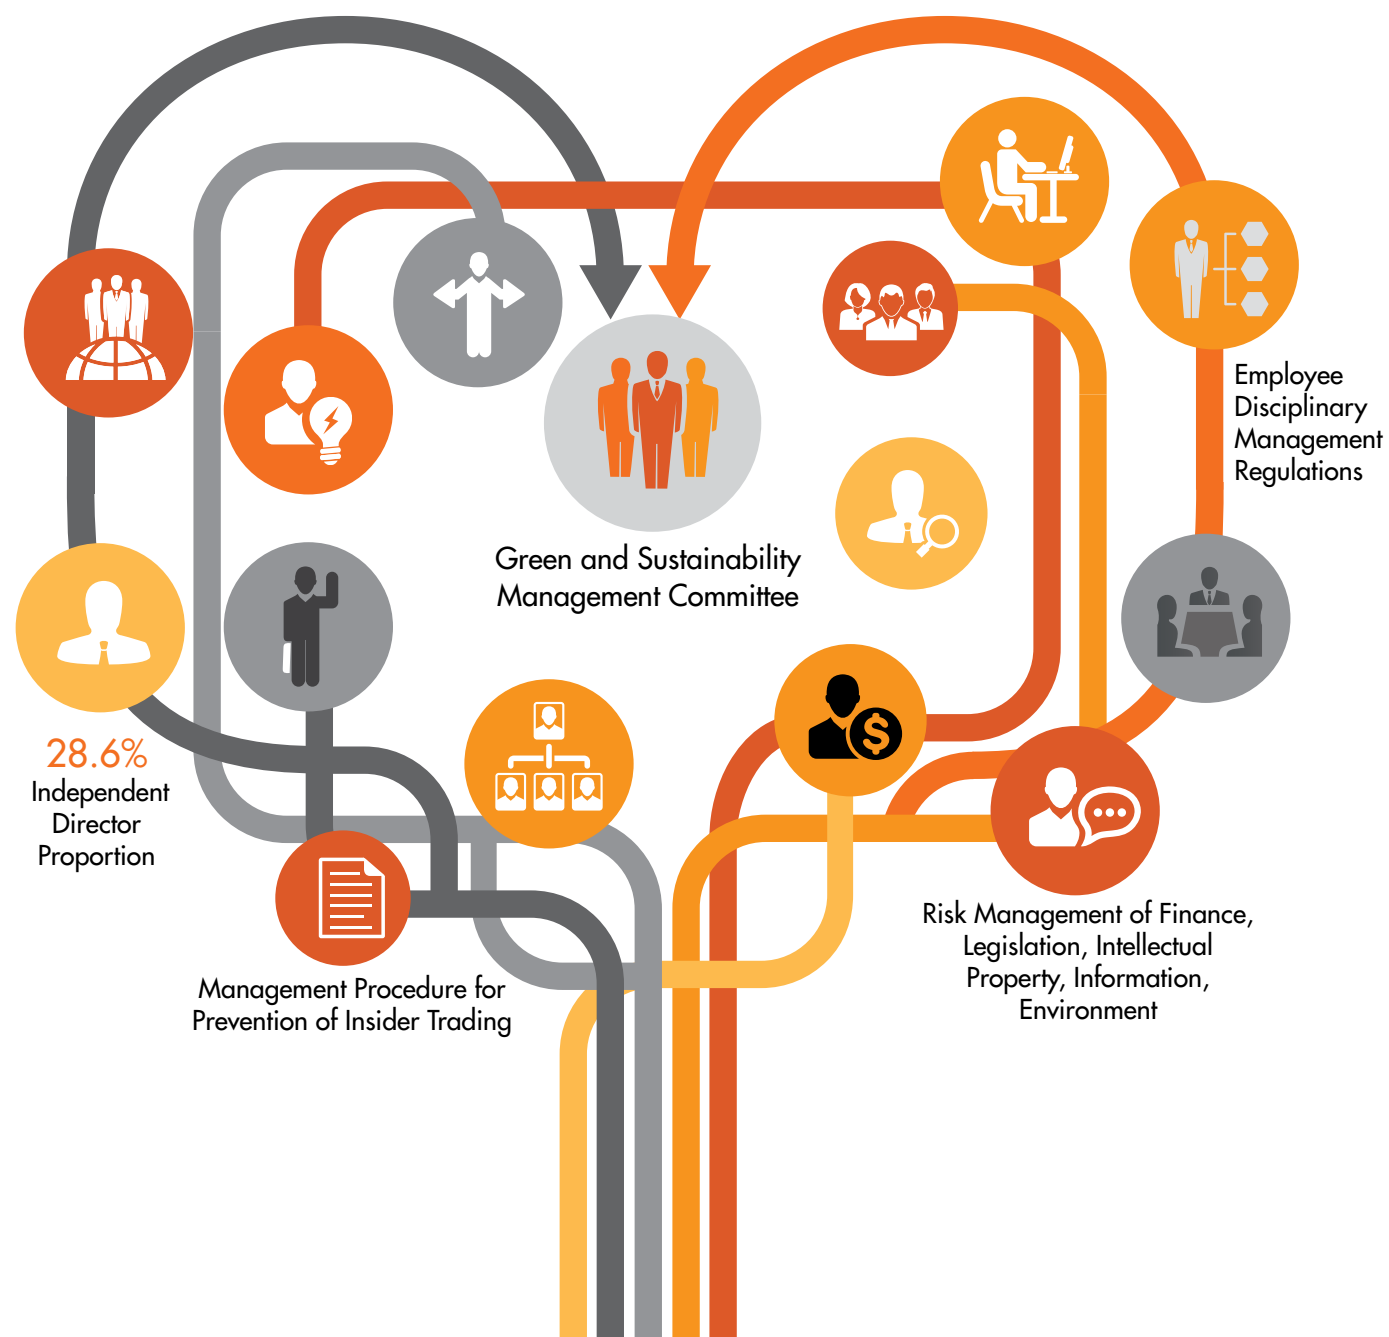 Employee
Disciplinary
Management
Regulations
Green and Sustainability
Management Committee
28.6%
Independent
Director
Proportion
$
Risk Management of Finance,
Legislation, Intellectual
Property, Information,
Environment
Management Procedure for
Prevention of Insider Trading